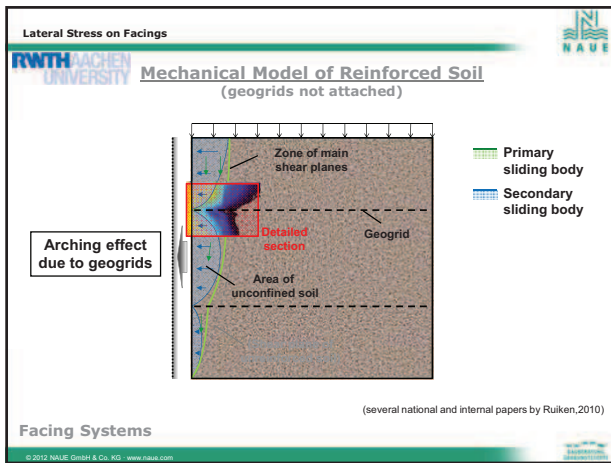 Lateral Stress on Facings
NAUE
RWTH AACHEN
UNIVERSITY
Mechanical Model of Reinforced Soil
(geogrids not attached)
Zone of main
shear planes
Primary
sliding body
Secondary
sliding body
Detailed
section
Geogrid
Arching effect
due to geogrids
Area of
unconfined soil
(several national and internal papers by Ruiken,2010)
Facing Systems
© 2012 NAUE GmbH & Co. KG · www.naue.com